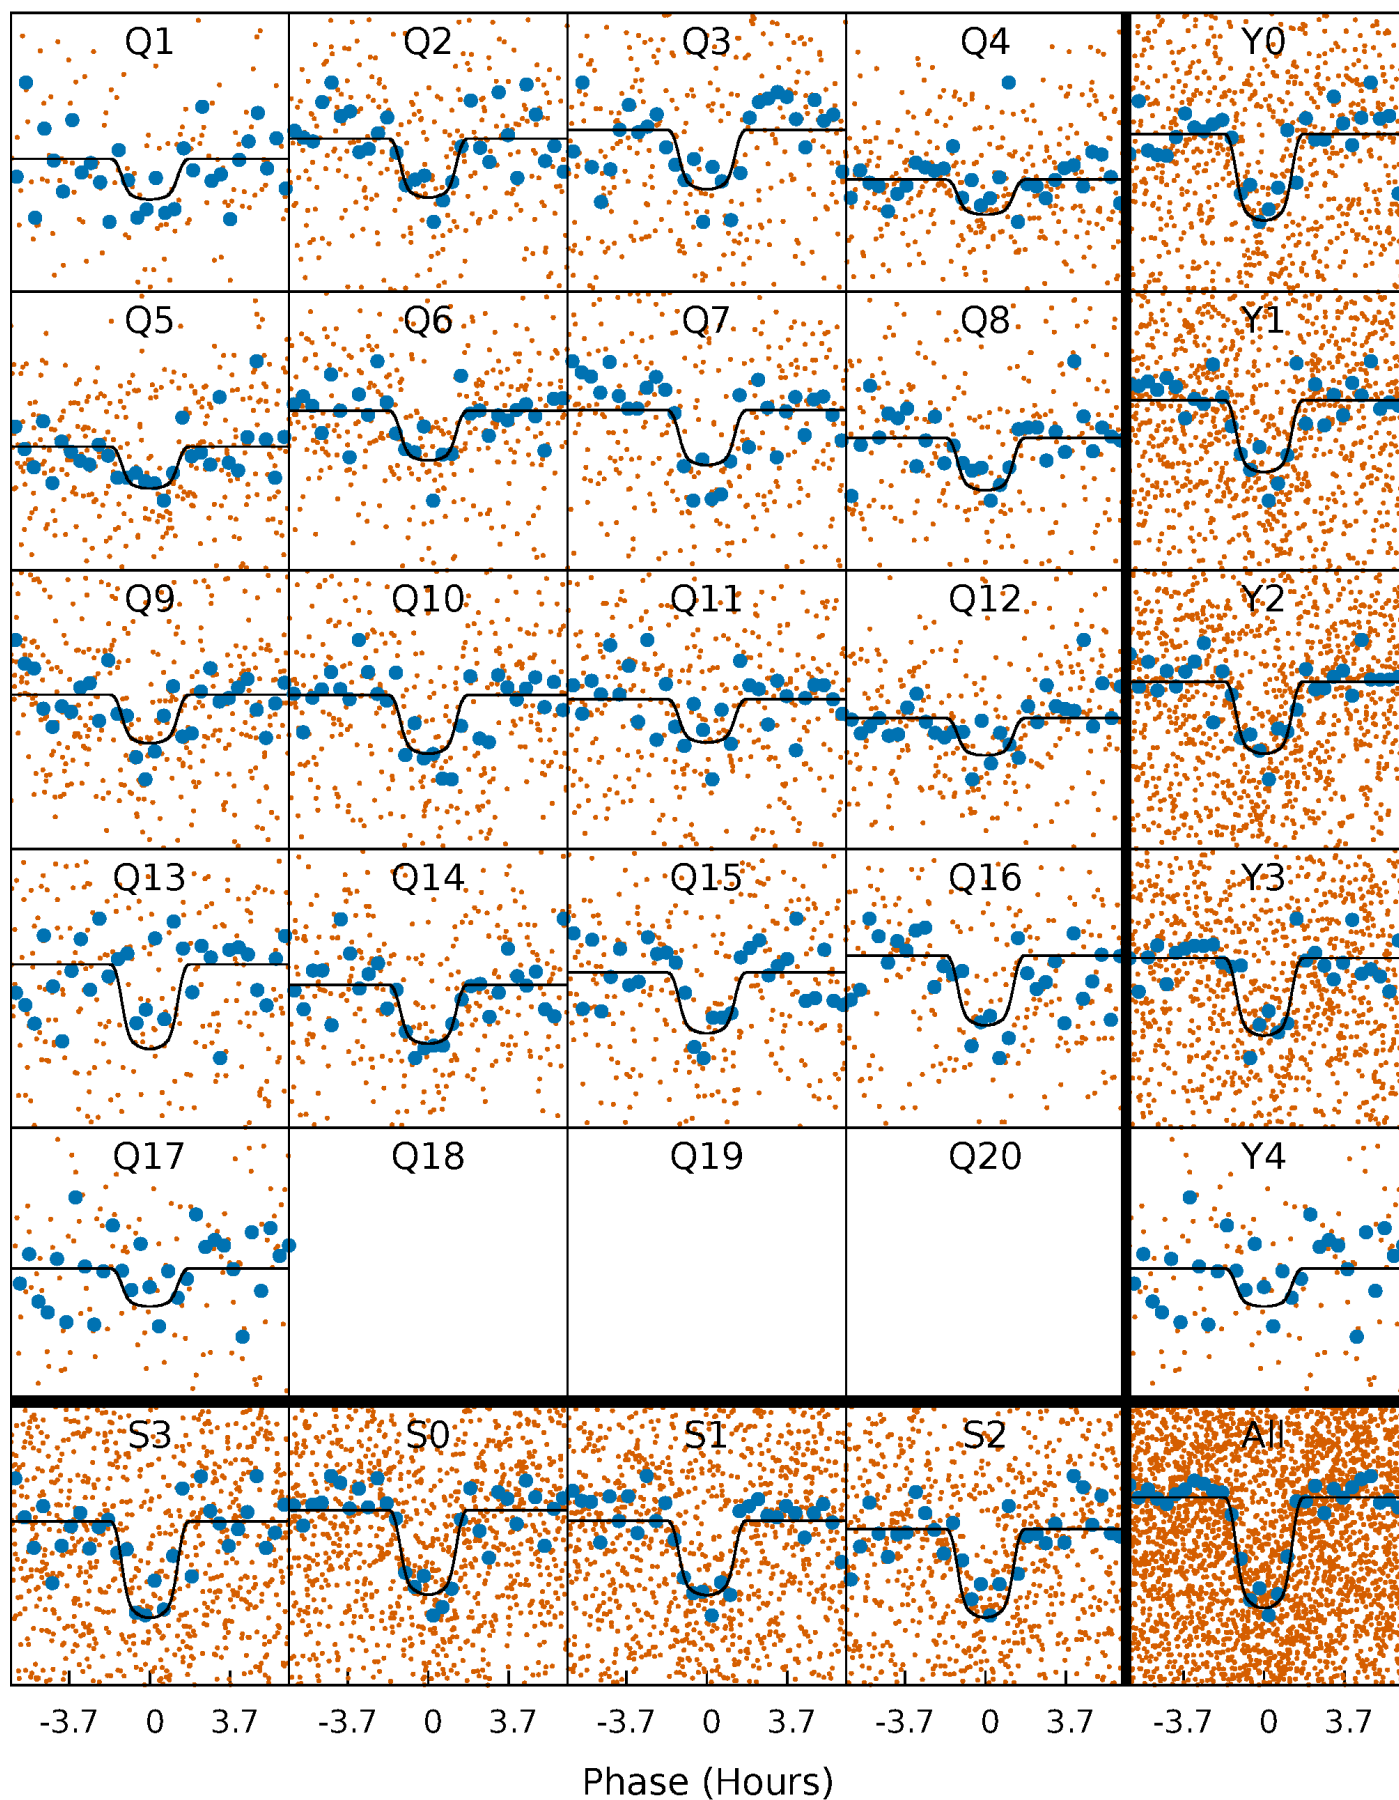 Q1 Q2 Q3 Q4 Y0
Q5 Q6 Q7 Q8 Y1
Q9 Q10 Q11 Q12 Y2
Q13 Q14 Q15 Q16 Y3
Q17 Q18 Q19 Q20 Y4
S3 S0 S1 S2 All
-3.7 0 3.7 -3.7 0 3.7 -3.7 0 3.7 -3.7 0 3.7 -3.7 0 3.7
Phase (Hours)